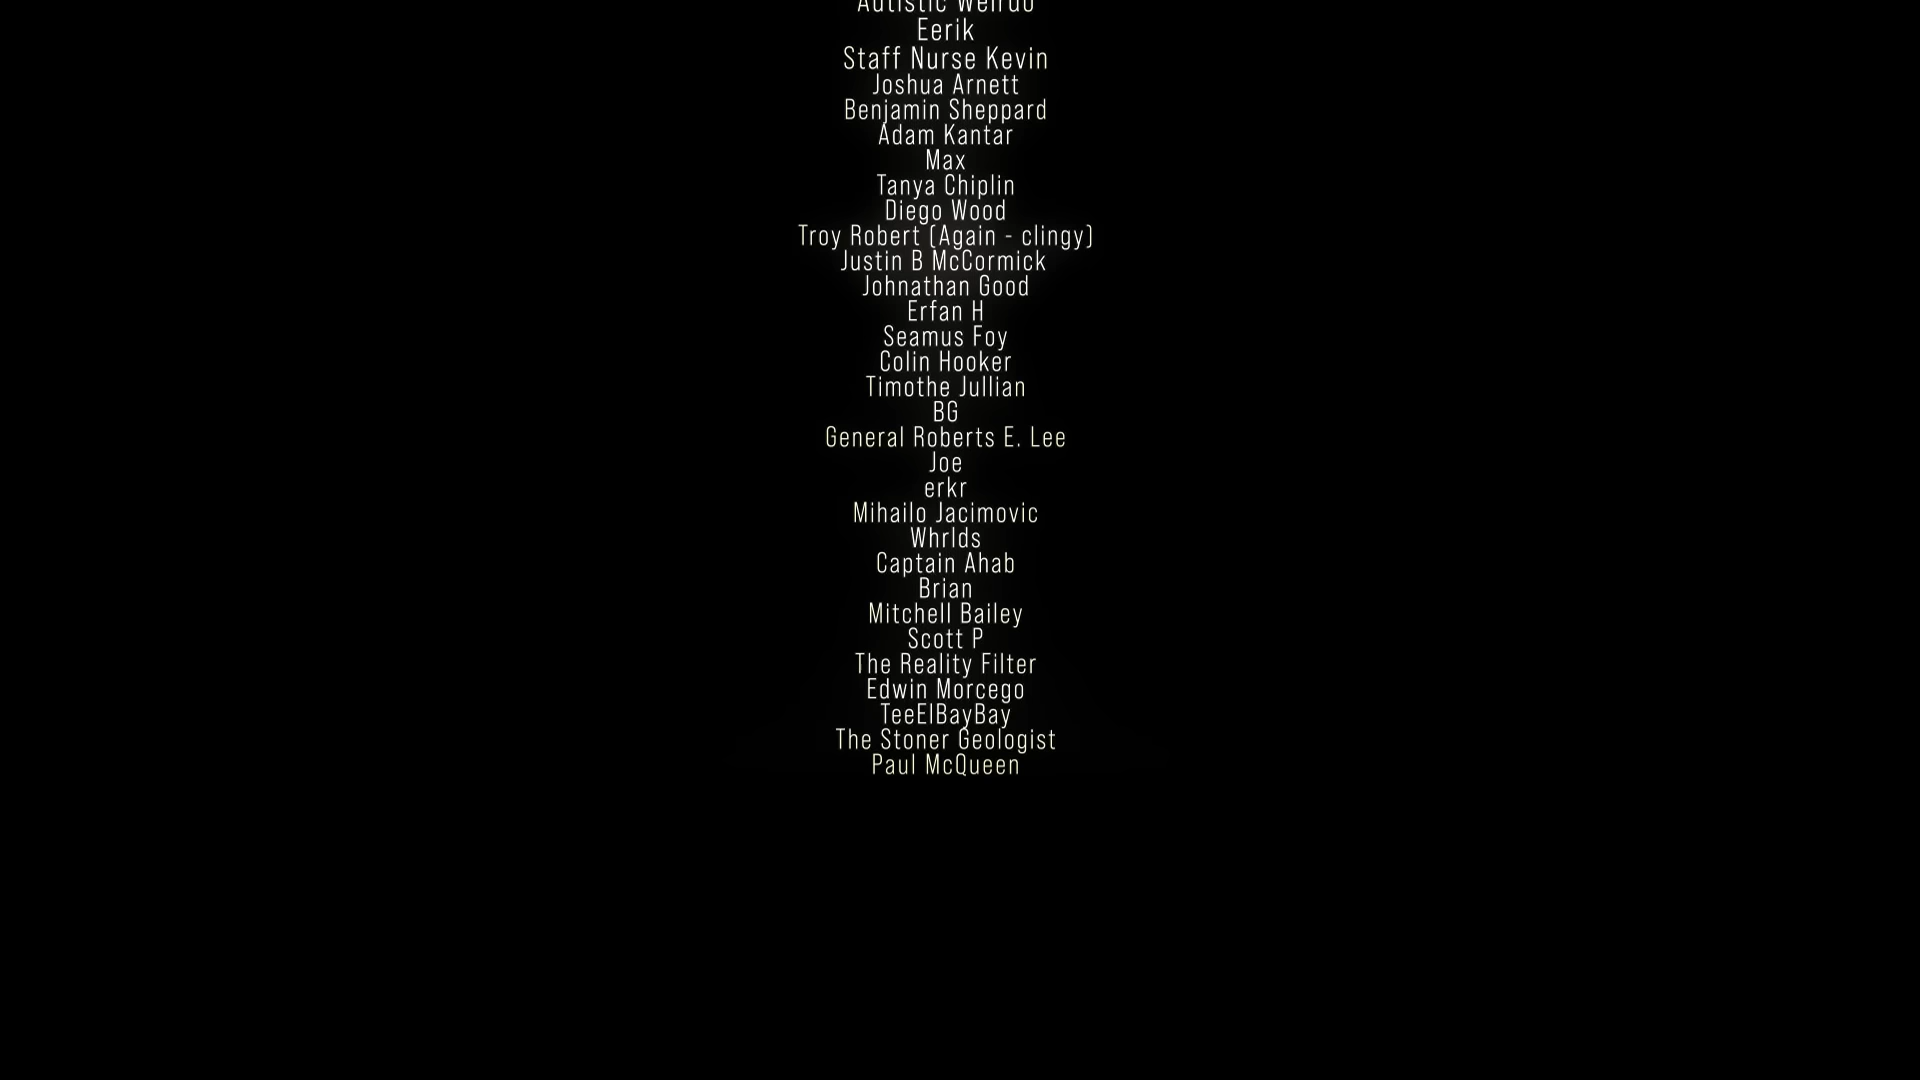 Autistic Weirdo
Eerik
Staff Nurse Kevin
Joshua Arnett
Benjamin Sheppard
Adam Kantar
Max
Tanya Chiplin
Diego Wood
Troy Robert (Again - clingy)
Justin B McCormick
Johnathan Good
Erfan H
Seamus Foy
Colin Hooker
Timothe Jullian
BG
General Roberts E. Lee
Joe
erkr
Mihailo Jacimovic
Whrlds
Captain Ahab
Brian
Mitchell Bailey
Scott P
The Reality Filter
Edwin Morcego
TeeElBayBay
The Stoner Geologist
Paul McQueen